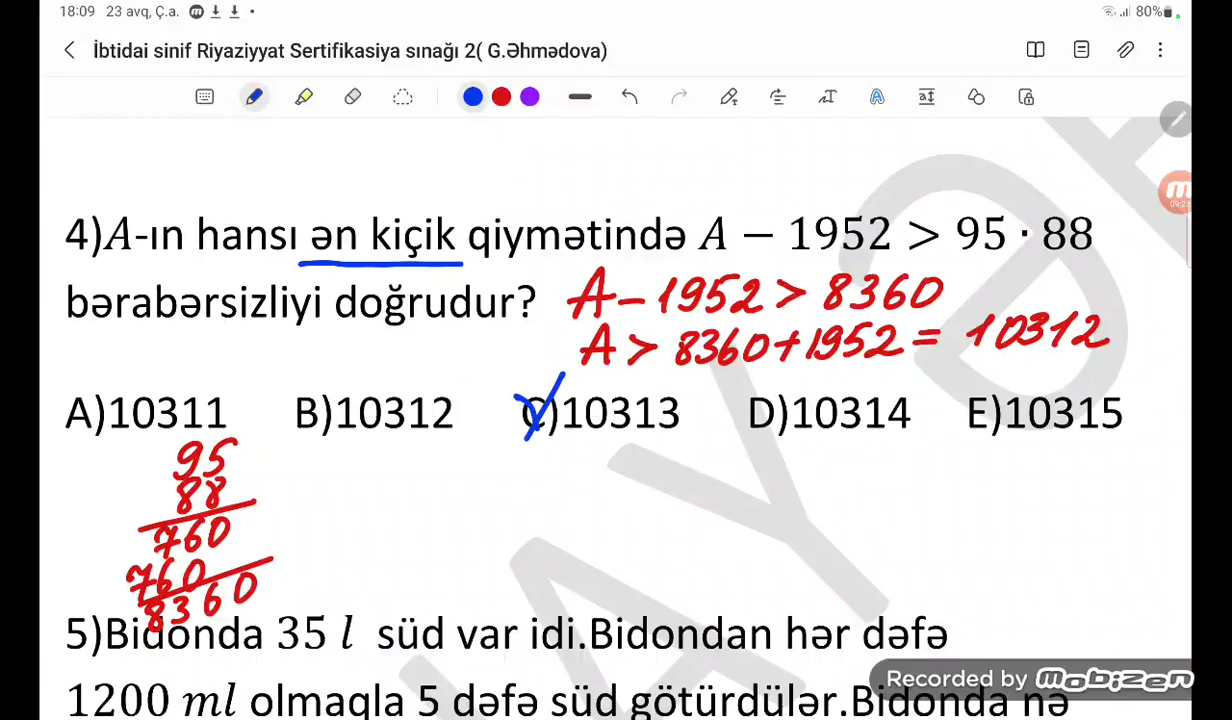 18:09 23 avq, Ç.a. 80%
İbtidai sinif Riyaziyyat Sertifikasiya sınağı 2( G.Əhmədova)
4)A-ın hansı ən kiçik qiymətində A − 1952 > 95 · 88
bərabərsizliyi doğrudur?
A − 1952 > 8360
A > 8360 + 1952 = 10312
A)10311 B)10312 C)10313 D)10314 E)10315
95
88
760
760
8360
5)Bidonda 35 l süd var idi.Bidondan hər dəfə
1200 ml olmaqla 5 dəfə süd götürdülər.Bidonda nə
Recorded by mobizen